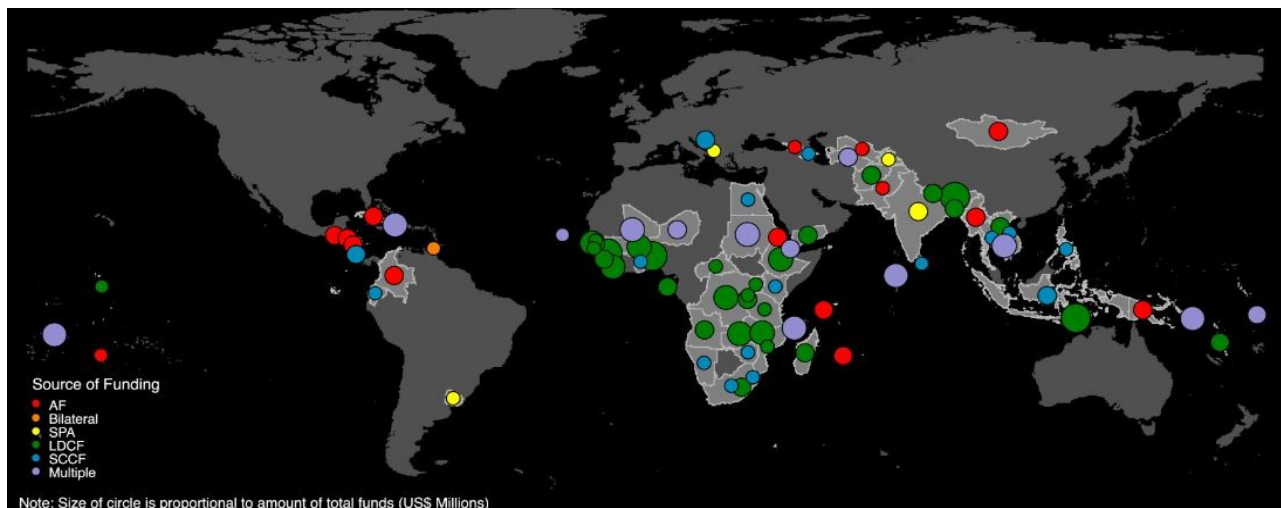 Source of Funding
AF
Bilateral
SPA
LDCF
SCCF
Multiple
Note: Size of circle is proportional to amount of total funds (US$ Millions)